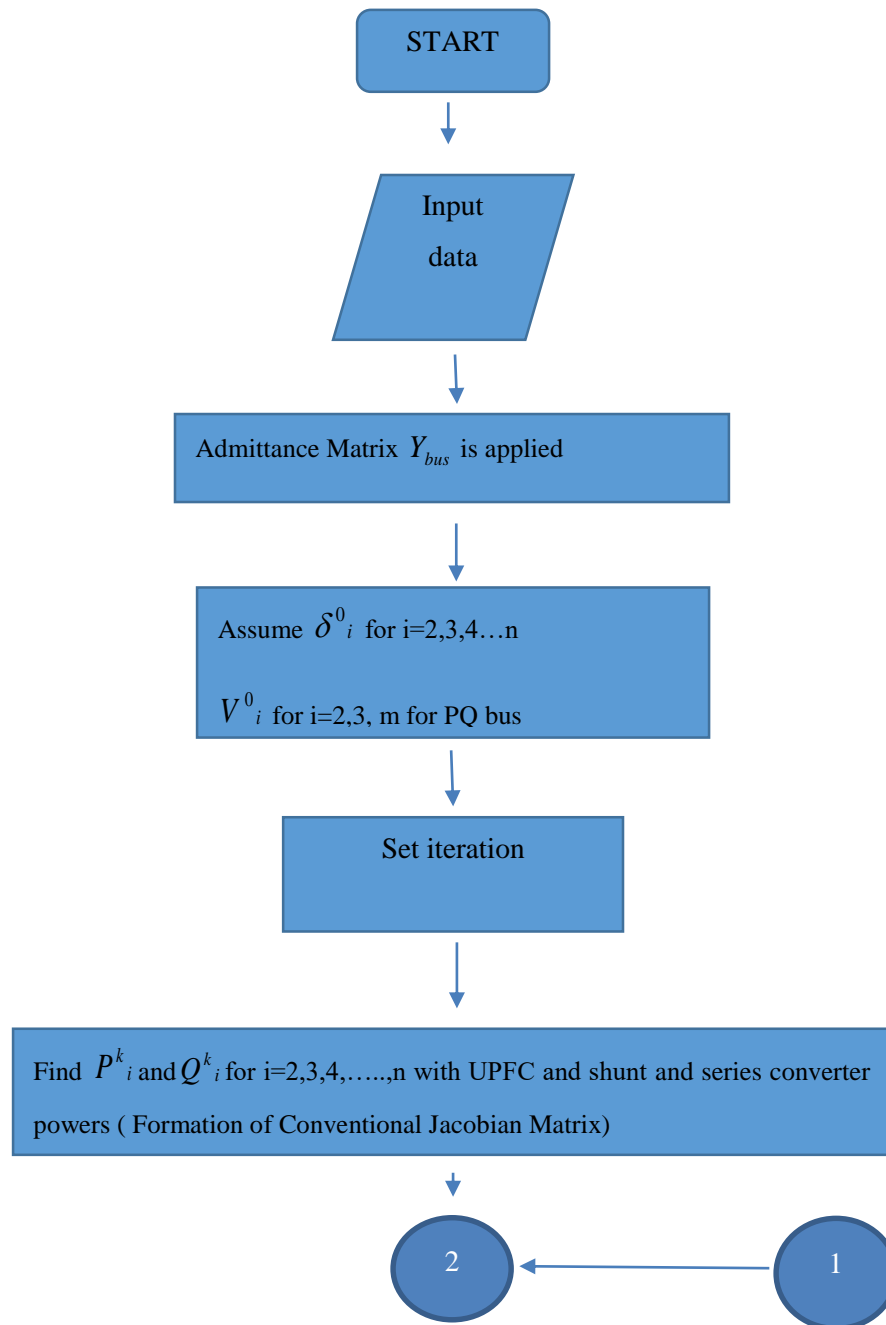 START
Input
data
Admittance Matrix Y_bus is applied
Assume δ^0_i for i=2,3,4…n
V^0_i for i=2,3, m for PQ bus
Set iteration
Find P^k_i and Q^k_i for i=2,3,4,…..,n with UPFC and shunt and series converter
powers ( Formation of Conventional Jacobian Matrix)
2
1